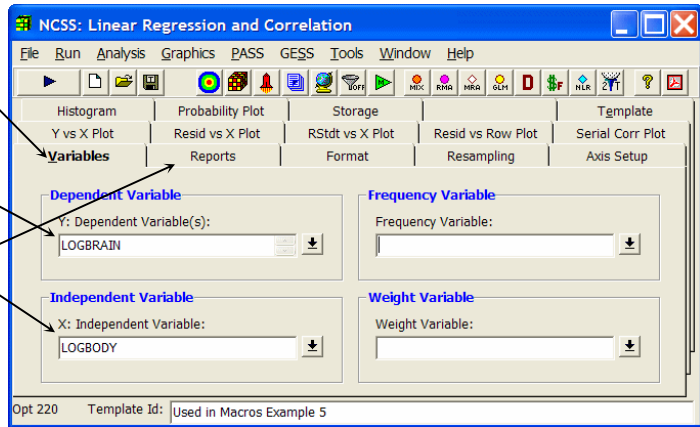 NCSS: Linear Regression and Correlation
File Run Analysis Graphics PASS GESS Tools Window Help
OFF MIX RMA MRA GLM D $F NLR 2YT ?
Histogram Probability Plot Storage Template
Y vs X Plot Resid vs X Plot RStdt vs X Plot Resid vs Row Plot Serial Corr Plot
Variables Reports Format Resampling Axis Setup
Dependent Variable Frequency Variable
Y: Dependent Variable(s): Frequency Variable:
LOGBRAIN
Independent Variable Weight Variable
X: Independent Variable: Weight Variable:
LOGBODY
Opt 220 Template Id: Used in Macros Example 5